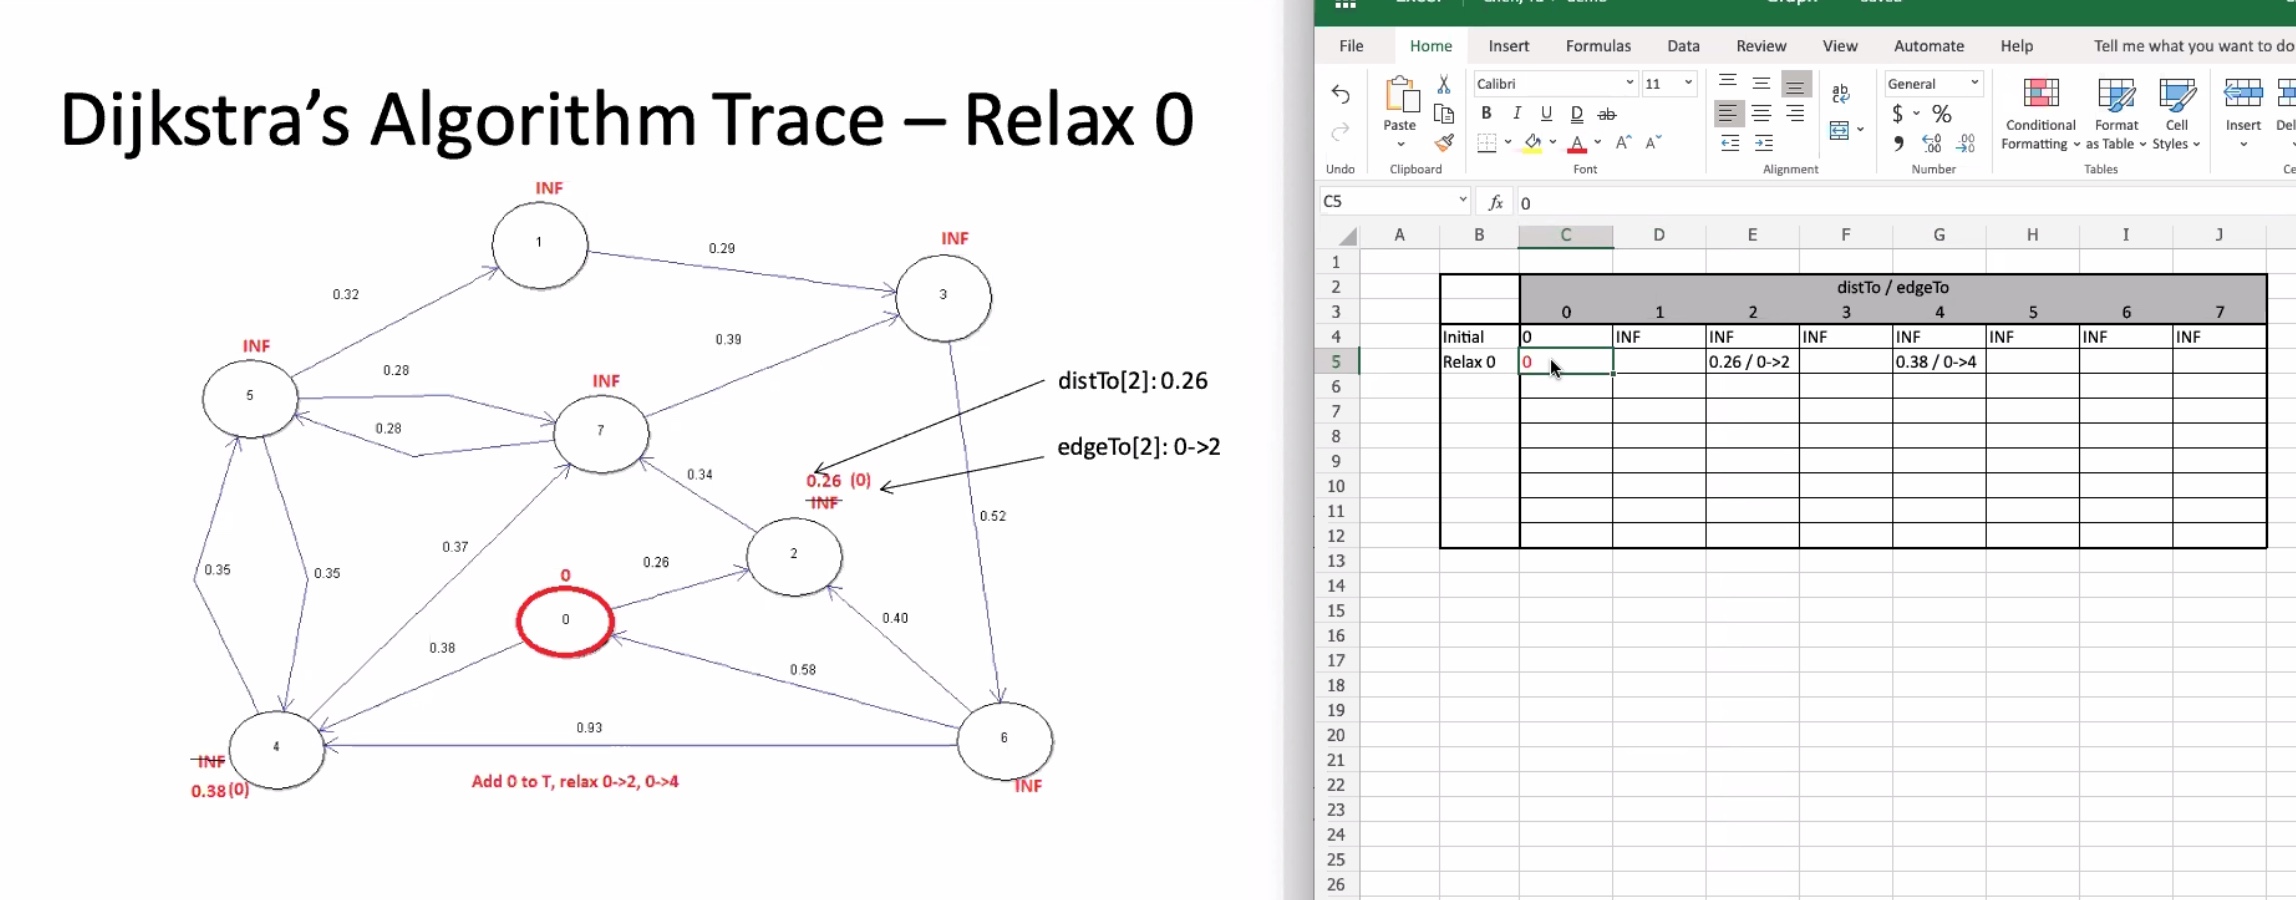 Dijkstra's Algorithm Trace – Relax 0
INF
1
0.29
INF
3
0.32
INF
5
0.39
0.28
INF
7
0.28
distTo[2]: 0.26
edgeTo[2]: 0->2
0.34
0.26 (0)
INF
0.52
0.37
2
0.26
0.35
0.35
0
0
0.40
0.38
0.58
0.93
6
4
INF
0.38(0)
Add 0 to T, relax 0->2, 0->4
INF
File Home Insert Formulas Data Review View Automate Help Tell me what you want to do
Calibri 11 General
Paste
B I U D ab
ab
$ %
Conditional Formatting
Format as Table
Cell Styles
Insert
Undo Clipboard Font Alignment Number Tables
C5 fx 0
A B C D E F G H I J
1
2 distTo / edgeTo
3 0 1 2 3 4 5 6 7
4 Initial 0 INF INF INF INF INF INF INF
5 Relax 0 0 0.26 / 0->2 0.38 / 0->4
6
7
8
9
10
11
12
13
14
15
16
17
18
19
20
21
22
23
24
25
26